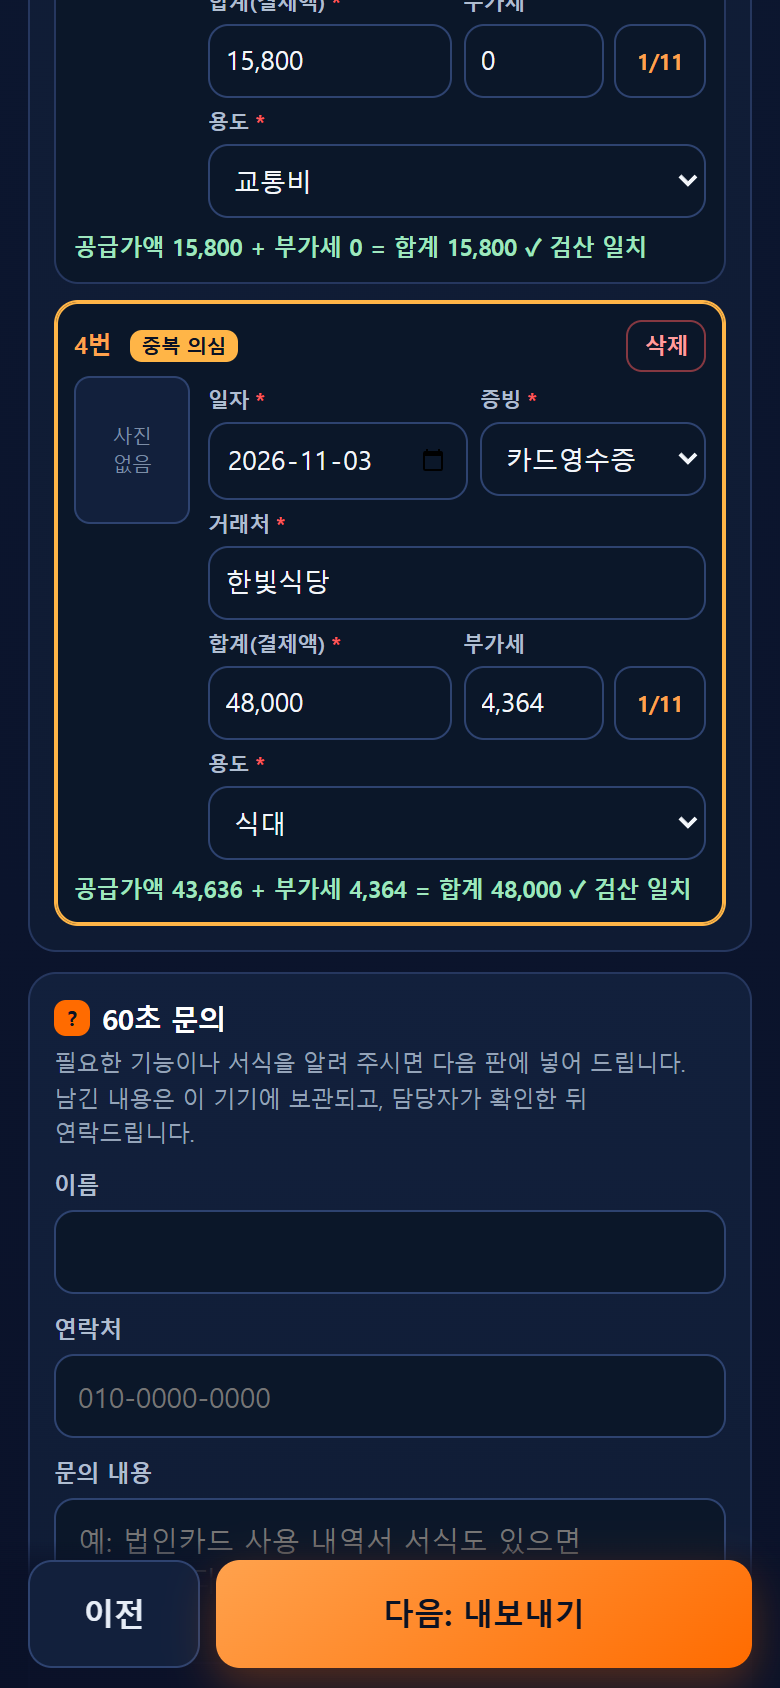 합계(결제액) * 부가세
15,800 0 1/11
용도 *
교통비
공급가액 15,800 + 부가세 0 = 합계 15,800 ✓ 검산 일치
4번 중복 의심 삭제
사진
없음
일자 * 증빙 *
2026-11-03 카드영수증
거래처 *
한빛식당
합계(결제액) * 부가세
48,000 4,364 1/11
용도 *
식대
공급가액 43,636 + 부가세 4,364 = 합계 48,000 ✓ 검산 일치
? 60초 문의
필요한 기능이나 서식을 알려 주시면 다음 판에 넣어 드립니다.
남긴 내용은 이 기기에 보관되고, 담당자가 확인한 뒤
연락드립니다.
이름
연락처
010-0000-0000
문의 내용
예: 법인카드 사용 내역서 서식도 있으면
이전 다음: 내보내기